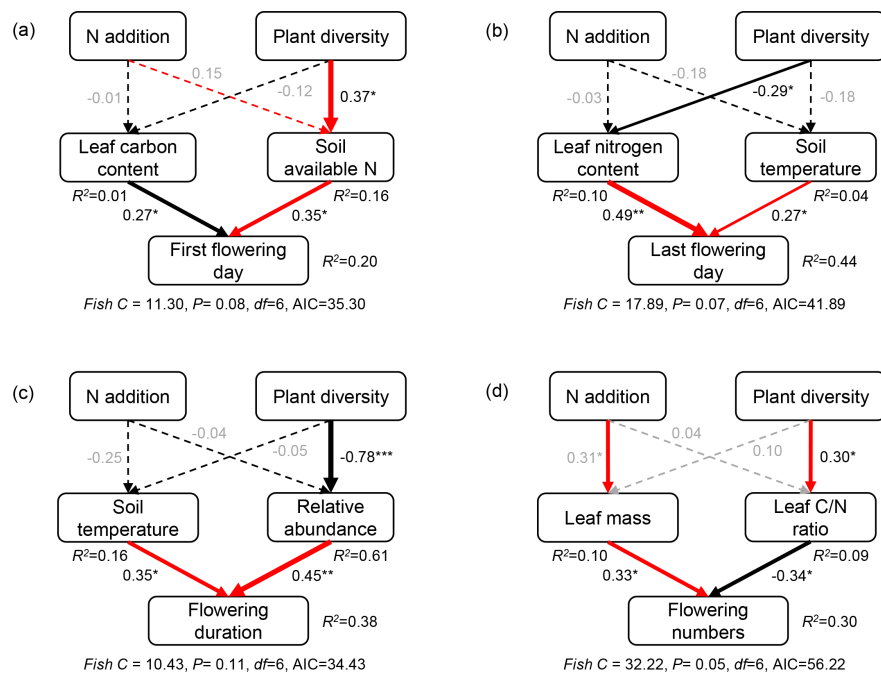 (a)
N addition
Plant diversity
0.15
-0.01
-0.12
0.37*
Leaf carbon
content
Soil
available N
R²=0.01
R²=0.16
0.27*
0.35*
First flowering
day
R²=0.20
Fish C = 11.30, P= 0.08, df=6, AIC=35.30
(b)
N addition
Plant diversity
-0.18
-0.03
-0.29*
-0.18
Leaf nitrogen
content
Soil
temperature
R²=0.10
R²=0.04
0.49**
0.27*
Last flowering
day
R²=0.44
Fish C = 17.89, P= 0.07, df=6, AIC=41.89
(c)
N addition
Plant diversity
-0.04
-0.25
-0.05
-0.78***
Soil
temperature
Relative
abundance
R²=0.16
R²=0.61
0.35*
0.45**
Flowering
duration
R²=0.38
Fish C = 10.43, P= 0.11, df=6, AIC=34.43
(d)
N addition
Plant diversity
0.04
0.31*
0.10
0.30*
Leaf mass
Leaf C/N
ratio
R²=0.10
R²=0.09
0.33*
-0.34*
Flowering
numbers
R²=0.30
Fish C = 32.22, P= 0.05, df=6, AIC=56.22